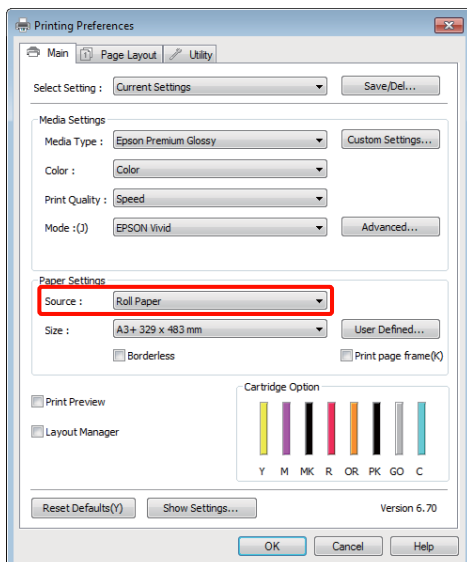 Printing Preferences
Main Page Layout Utility
Select Setting : Current Settings Save/Del...
Media Settings
Media Type : Epson Premium Glossy Custom Settings...
Color : Color
Print Quality : Speed
Mode :(J) EPSON Vivid Advanced...
Paper Settings
Source : Roll Paper
Size : A3+ 329 x 483 mm User Defined...
Borderless Print page frame(K)
Cartridge Option
Print Preview
Layout Manager
Y M MK R OR PK GO C
Reset Defaults(Y) Show Settings... Version 6.70
OK Cancel Help